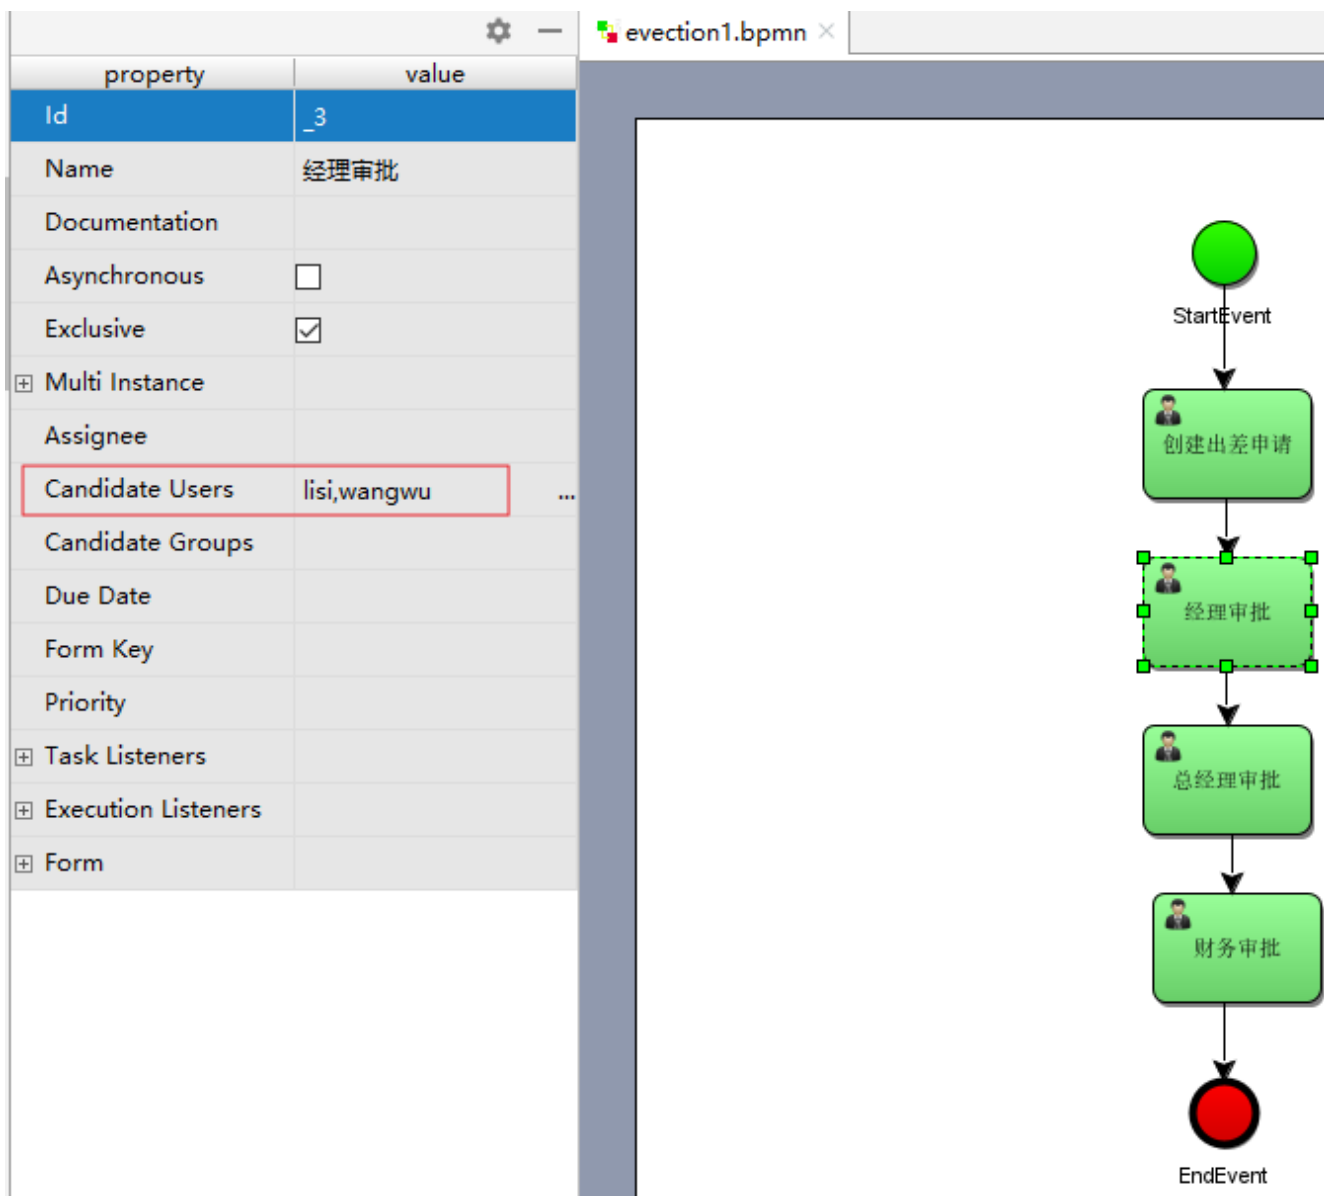 evection1.bpmn
property value
Id _3
Name 经理审批
Documentation
Asynchronous
Exclusive
Multi Instance
Assignee
Candidate Users lisi,wangwu ...
Candidate Groups
Due Date
Form Key
Priority
Task Listeners
Execution Listeners
Form
StartEvent
创建出差申请
经理审批
总经理审批
财务审批
EndEvent